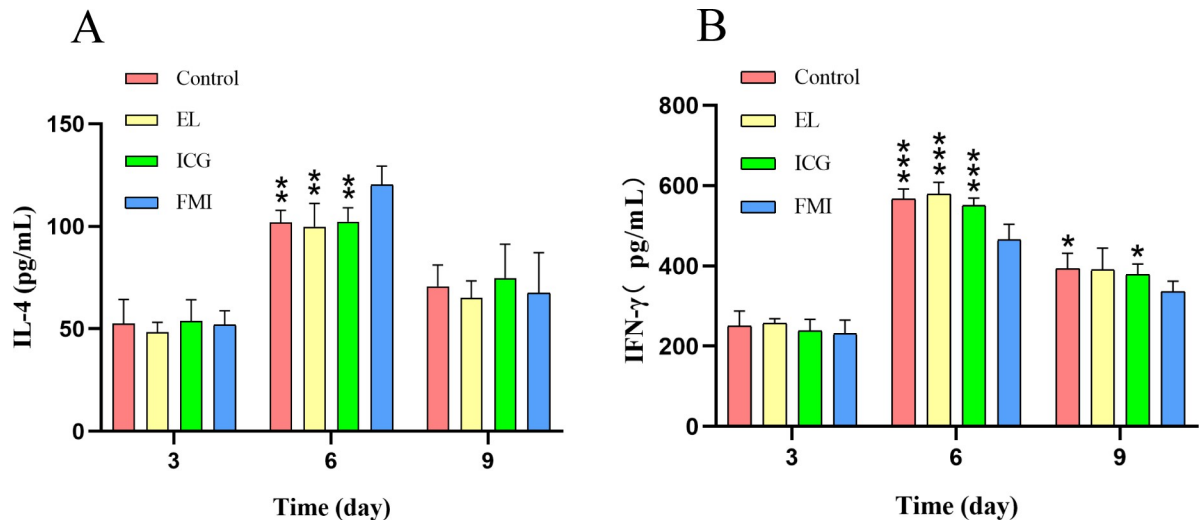 A
Control
EL
ICG
FMI
IL-4 (pg/mL)
150
100
50
0
**
**
**
3
6
9
Time (day)
B
Control
EL
ICG
FMI
IFN-γ( pg/mL)
800
600
400
200
0
***
***
***
*
*
3
6
9
Time (day)